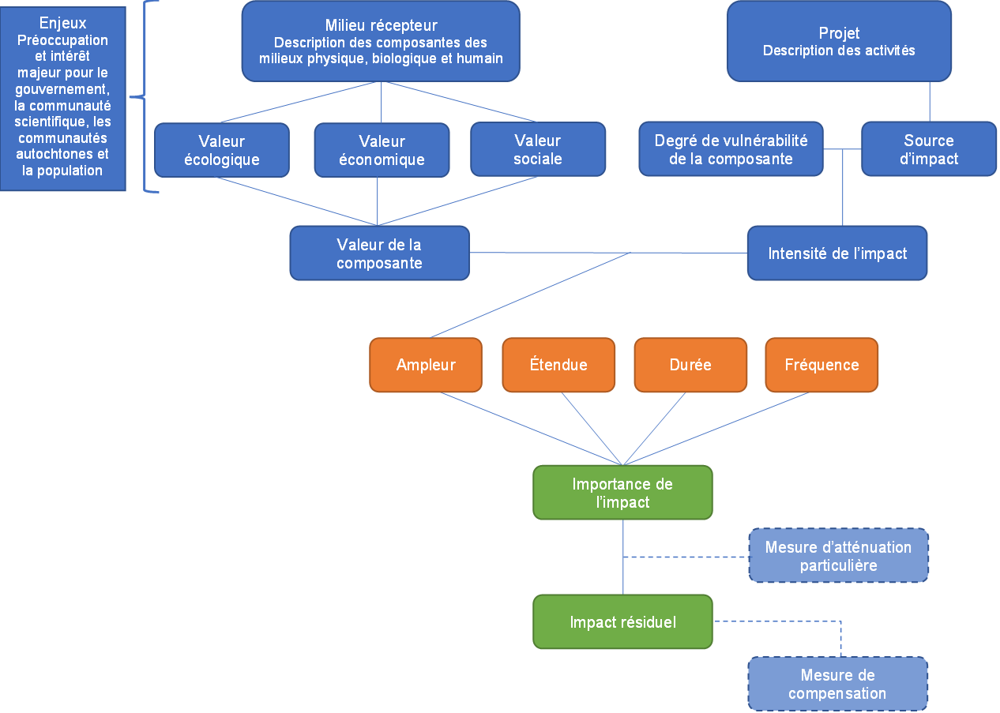 Enjeux
Préoccupation
et intérêt
majeur pour le
gouvernement,
la communauté
scientifique, les
communautés
autochtones et
la population
Milieu récepteur
Description des composantes des
milieux physique, biologique et humain
Projet
Description des activités
Valeur
écologique
Valeur
économique
Valeur
sociale
Degré de vulnérabilité
de la composante
Source
d’impact
Valeur de la
composante
Intensité de l’impact
Ampleur
Étendue
Durée
Fréquence
Importance de
l’impact
Mesure d’atténuation
particulière
Impact résiduel
Mesure de
compensation